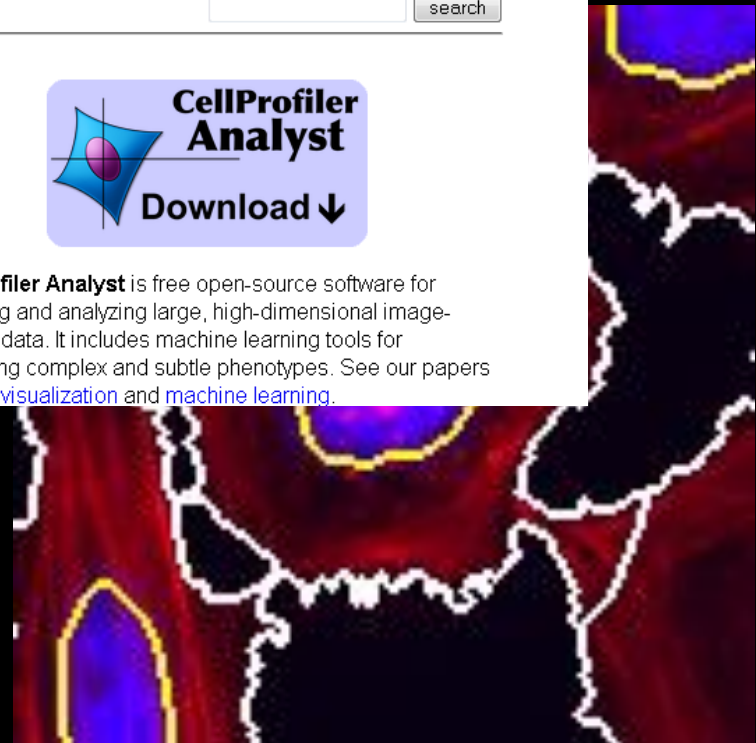 search
CellProfiler
Analyst
Download
filer Analyst is free open-source software for
g and analyzing large, high-dimensional image-
data. It includes machine learning tools for
ng complex and subtle phenotypes. See our papers
visualization and machine learning.